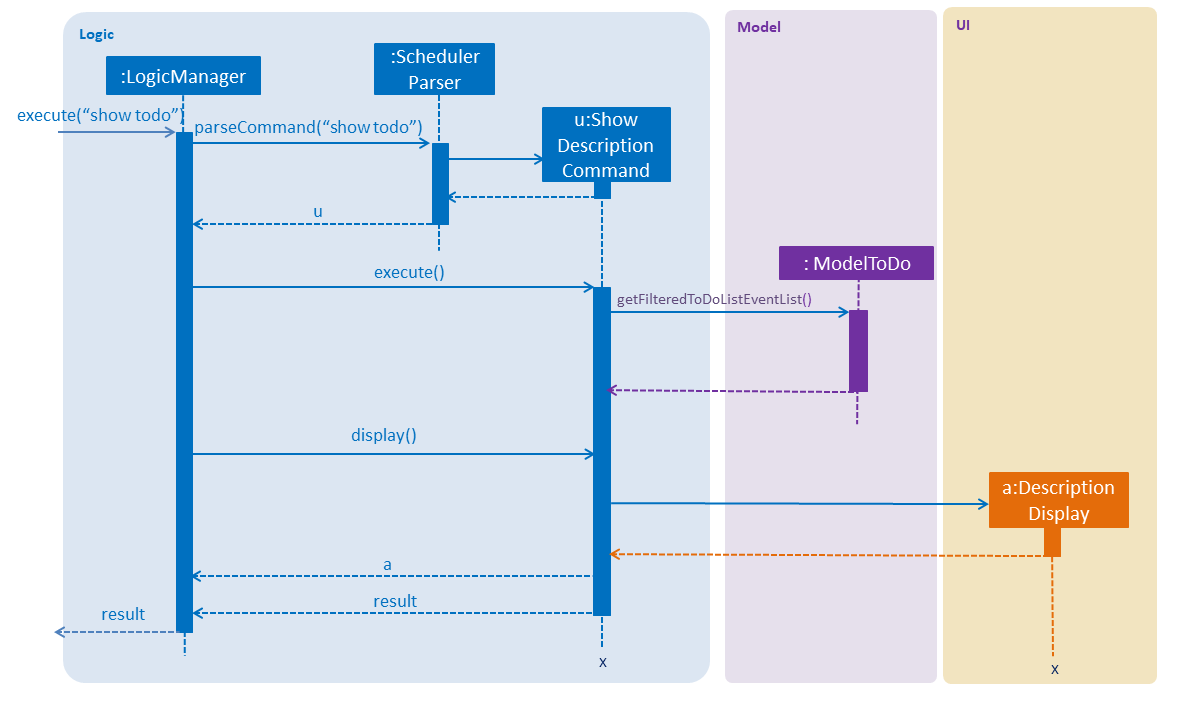 Logic
Model
UI
:LogicManager
:Scheduler
Parser
execute(“show todo”)
parseCommand(“show todo”)
u:Show
Description
Command
u
: ModelToDo
execute()
getFilteredToDoListEventList()
display()
a:Description
Display
a
result
result
x
x